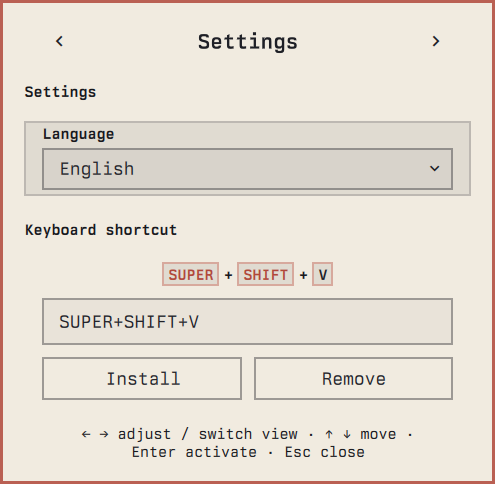 < Settings >
Settings
Language
English
Keyboard shortcut
SUPER + SHIFT + V
SUPER+SHIFT+V
Install Remove
← → adjust / switch view · ↑ ↓ move ·
Enter activate · Esc close